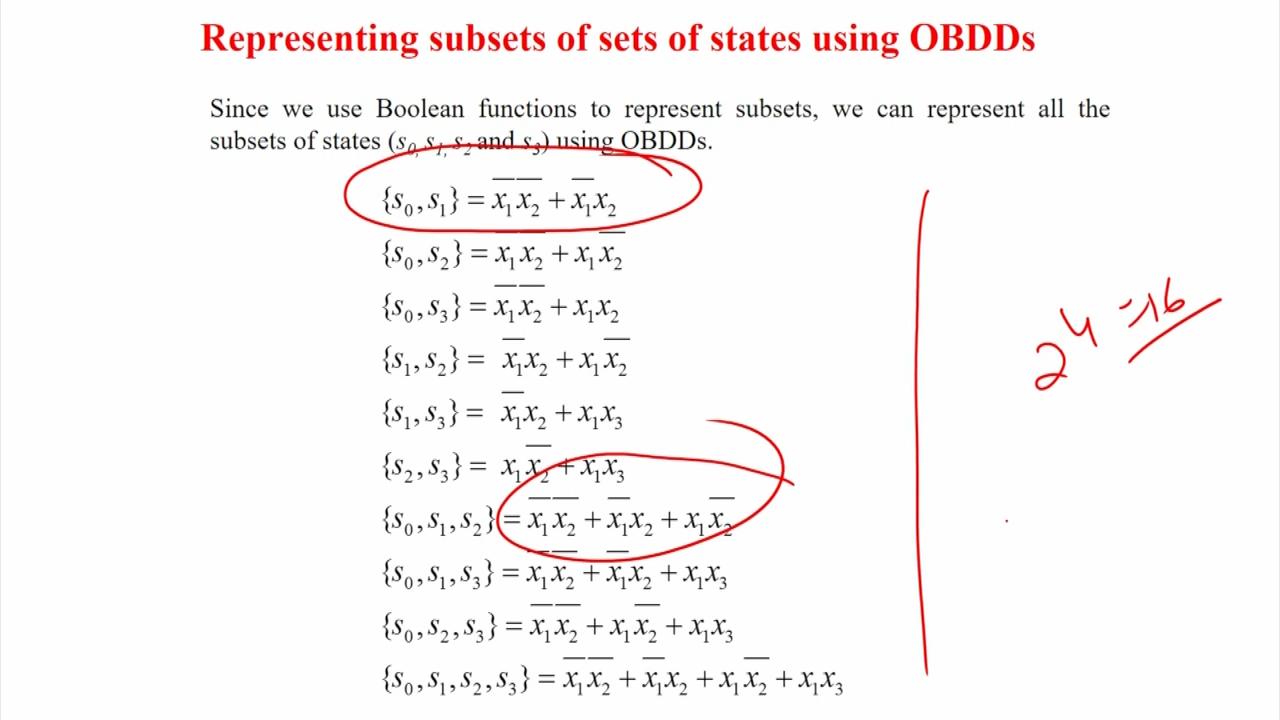 Representing subsets of sets of states using OBDDs
Since we use Boolean functions to represent subsets, we can represent all the
subsets of states (s₀, s₁, s₂ and s₃) using OBDDs.
{s₀, s₁} = x̅₁x̅₂ + x̅₁x₂
{s₀, s₂} = x̅₁x̅₂ + x₁x̅₂
{s₀, s₃} = x̅₁x̅₂ + x₁x₂
{s₁, s₂} = x̅₁x₂ + x₁x̅₂
{s₁, s₃} = x̅₁x₂ + x₁x₃
{s₂, s₃} = x₁x̅₂ + x₁x₃
{s₀, s₁, s₂} = x̅₁x̅₂ + x̅₁x₂ + x₁x̅₂
{s₀, s₁, s₃} = x̅₁x̅₂ + x̅₁x₂ + x₁x₃
{s₀, s₂, s₃} = x̅₁x̅₂ + x₁x̅₂ + x₁x₃
{s₀, s₁, s₂, s₃} = x̅₁x̅₂ + x̅₁x₂ + x₁x̅₂ + x₁x₃
2⁴ = 16